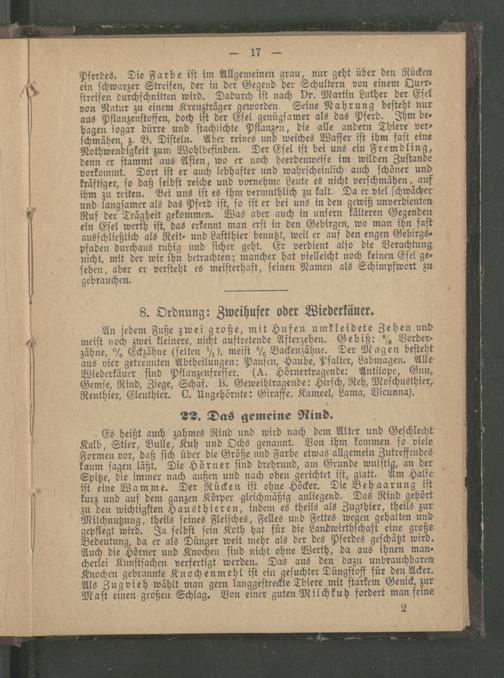 — 17 —
Pferdes. Die Farbe ist im Allgemeinen grau, nur geht über den Rücken
ein schwarzer Streifen, der in der Gegend der Schultern von einem Quer-
streifen durchschnitten wird. Dadurch ist nach Dr. Martin Luther der Esel
von Natur zu einem Kreuzträger geworden Seine Nahrung besteht nur
aus Pflanzenstoffen, doch ist der Esel genügsamer als das Pferd. Ihm be-
hagen sogar dürre und stachlichte Pflanzen, die alle andern Thiere ver-
schmähen, z. B. Disteln. Aber reines und weiches Wasser ist ihm fast eine
Nothwendigkeit zum Wohlbefinden. Der Esel ist bei uns ein Fremdling,
denn er stammt aus Asien, wo er noch heerdenweise im wilden Zustande
vorkommt. Dort ist er auch lebhafter und wahrscheinlich auch schöner und
kräftiger, so daß selbst reiche und vornehme Leute es nicht verschmähen, auf
ihm zu reiten. Bei uns ist es ihm vermuthlich zu kalt. Da er viel schwächer
und langsamer als das Pferd ist, so ist er bei uns in den gewiß unverdienten
Ruf der Trägheit gekommen. Was aber auch in unsern kälteren Gegenden
ein Esel werth ist, das erkennt man erst in den Gebirgen, wo man ihn fast
ausschließlich als Reit- und Lastthier benutzt, weil er auf den engen Gebirgs-
pfaden durchaus ruhig und sicher geht. Er verdient also die Verachtung
nicht, mit der wir ihn betrachten; mancher hat vielleicht noch keinen Esel ge-
sehen, aber er versteht es meisterhaft, seinen Namen als Schimpfwort zu
gebrauchen.
8. Ordnung: Zweihufer oder Wiederkäuer.
An jedem Fuße zwei große, mit Hufen umkleidete Zehen und
meist noch zwei kleinere, nicht auftretende Afterzehen. Gebiß: Vorder-
zähne, Eckzähne (selten 1/1), meist 6/6 Backenzähne. Der Magen besteht
aus vier getrennten Abtheilungen: Pansen, Haube, Psalter, Labmagen. Alle
Wiederkäuer sind Pflanzenfresser. (A. Hörnertragende: Antilope, Gnu,
Gemse, Rind, Ziege, Schaf. B. Geweihtragende: Hirsch, Reh, Moschusthier,
Renthier, Elenthier. C. Ungehörnte: Giraffe, Kameel, Lama, Vicunna).
22. Das gemeine Rind.
Es heißt auch zahmes Rind und wird nach dem Alter und Geschlecht
Kalb, Stier, Bulle, Kuh und Ochs genannt. Von ihm kommen so viele
Formen vor, daß sich über die Größe und Farbe etwas allgemein Zutreffendes
kaum sagen läßt. Die Hörner sind drehrund, am Grunde wulstig, an der
Spitze, die immer nach außen und nach oben gerichtet ist, glatt. Am Halse
ist eine Wamme. Der Rücken ist ohne Höcker. Die Behaarung ist
kurz und auf dem ganzen Körper gleichmäßig anliegend. Das Rind gehört
zu den wichtigsten Hausthieren, indem es theils als Zugthier, theils zur
Milchnutzung, theils seines Fleisches, Felles und Fettes wegen gehalten und
gepflegt wird. Ja selbst sein Koth hat für die Landwirthschaft eine große
Bedeutung, da er als Dünger weit mehr als der des Pferdes geschätzt wird.
Auch die Hörner und Knochen sind nicht ohne Werth, da aus ihnen man-
cherlei Kunstsachen verfertigt werden. Das aus den dazu unbrauchbaren
Knochen gebrannte Knochenmehl ist ein gesuchter Düngstoff für den Acker.
Als Zugvieh wählt man gern langgestreckte Thiere mit starkem Genick, zur
Mast einen großen Schlag. Von einer guten Milchkuh fordert man seine
2